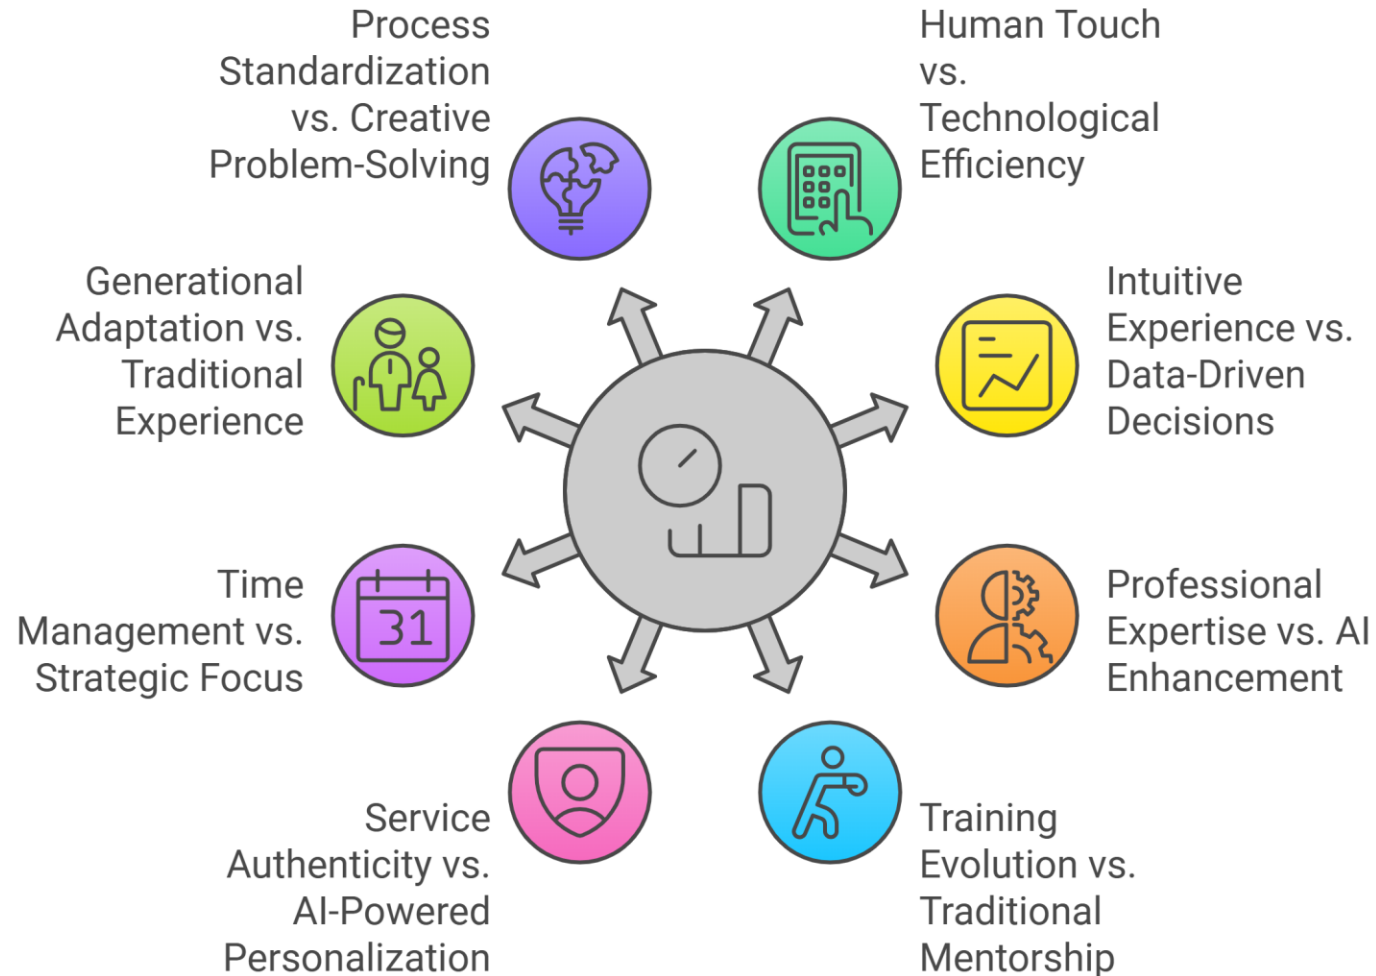 Process
Standardization
vs. Creative
Problem-Solving
Human Touch
vs.
Technological
Efficiency
Generational
Adaptation vs.
Traditional
Experience
Intuitive
Experience vs.
Data-Driven
Decisions
Time
Management vs.
Strategic Focus
31
Professional
Expertise vs. AI
Enhancement
Service
Authenticity vs.
AI-Powered
Personalization
Training
Evolution vs.
Traditional
Mentorship